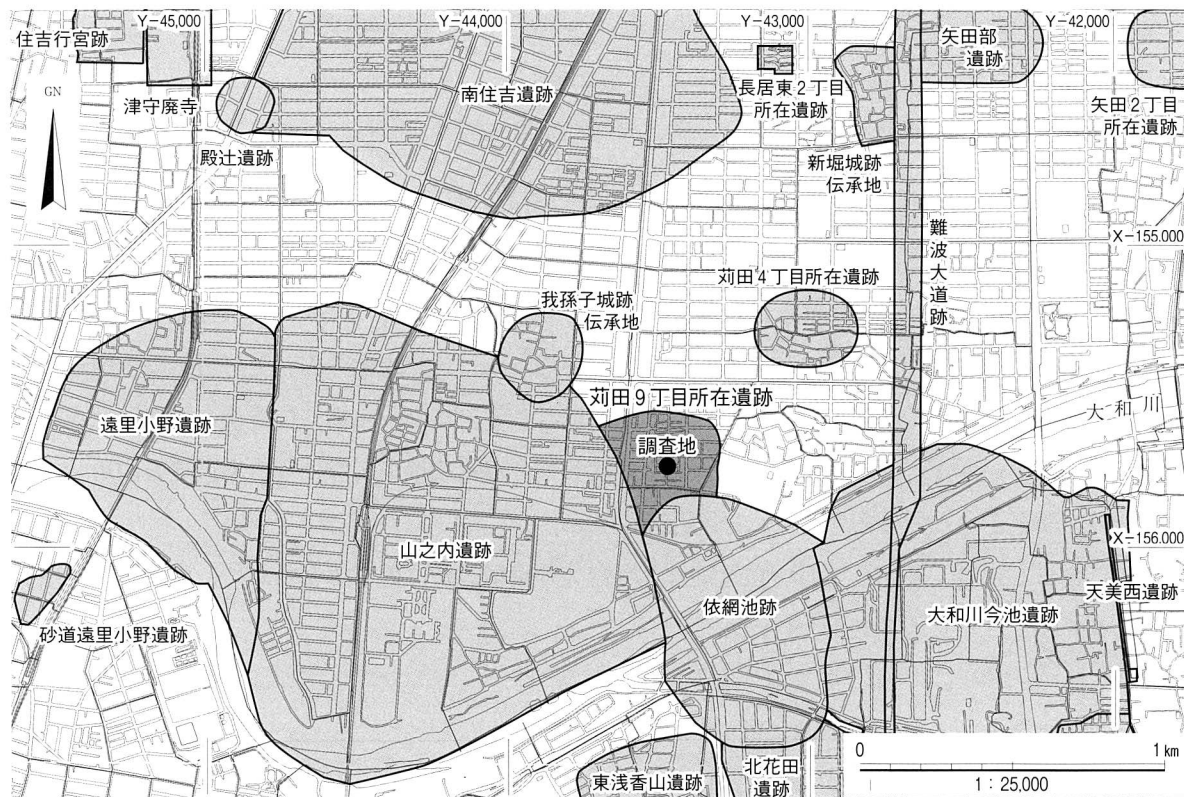 Y-45,000
Y-44,000
Y-43,000
Y-42,000
住吉行宮跡
矢田部
遺跡
GN
津守廃寺
南住吉遺跡
長居東2丁目
所在遺跡
矢田2丁目
所在遺跡
殿辻遺跡
新堀城跡
伝承地
X-155.000
難波大道跡
苅田4丁目所在遺跡
我孫子城跡
伝承地
苅田9丁目所在遺跡
大和川
遠里小野遺跡
調査地
山之内遺跡
X-156.000
依網池跡
大和川今池遺跡
天美西遺跡
砂道遠里小野遺跡
東浅香山遺跡
北花田
遺跡
0
1km
1:25,000